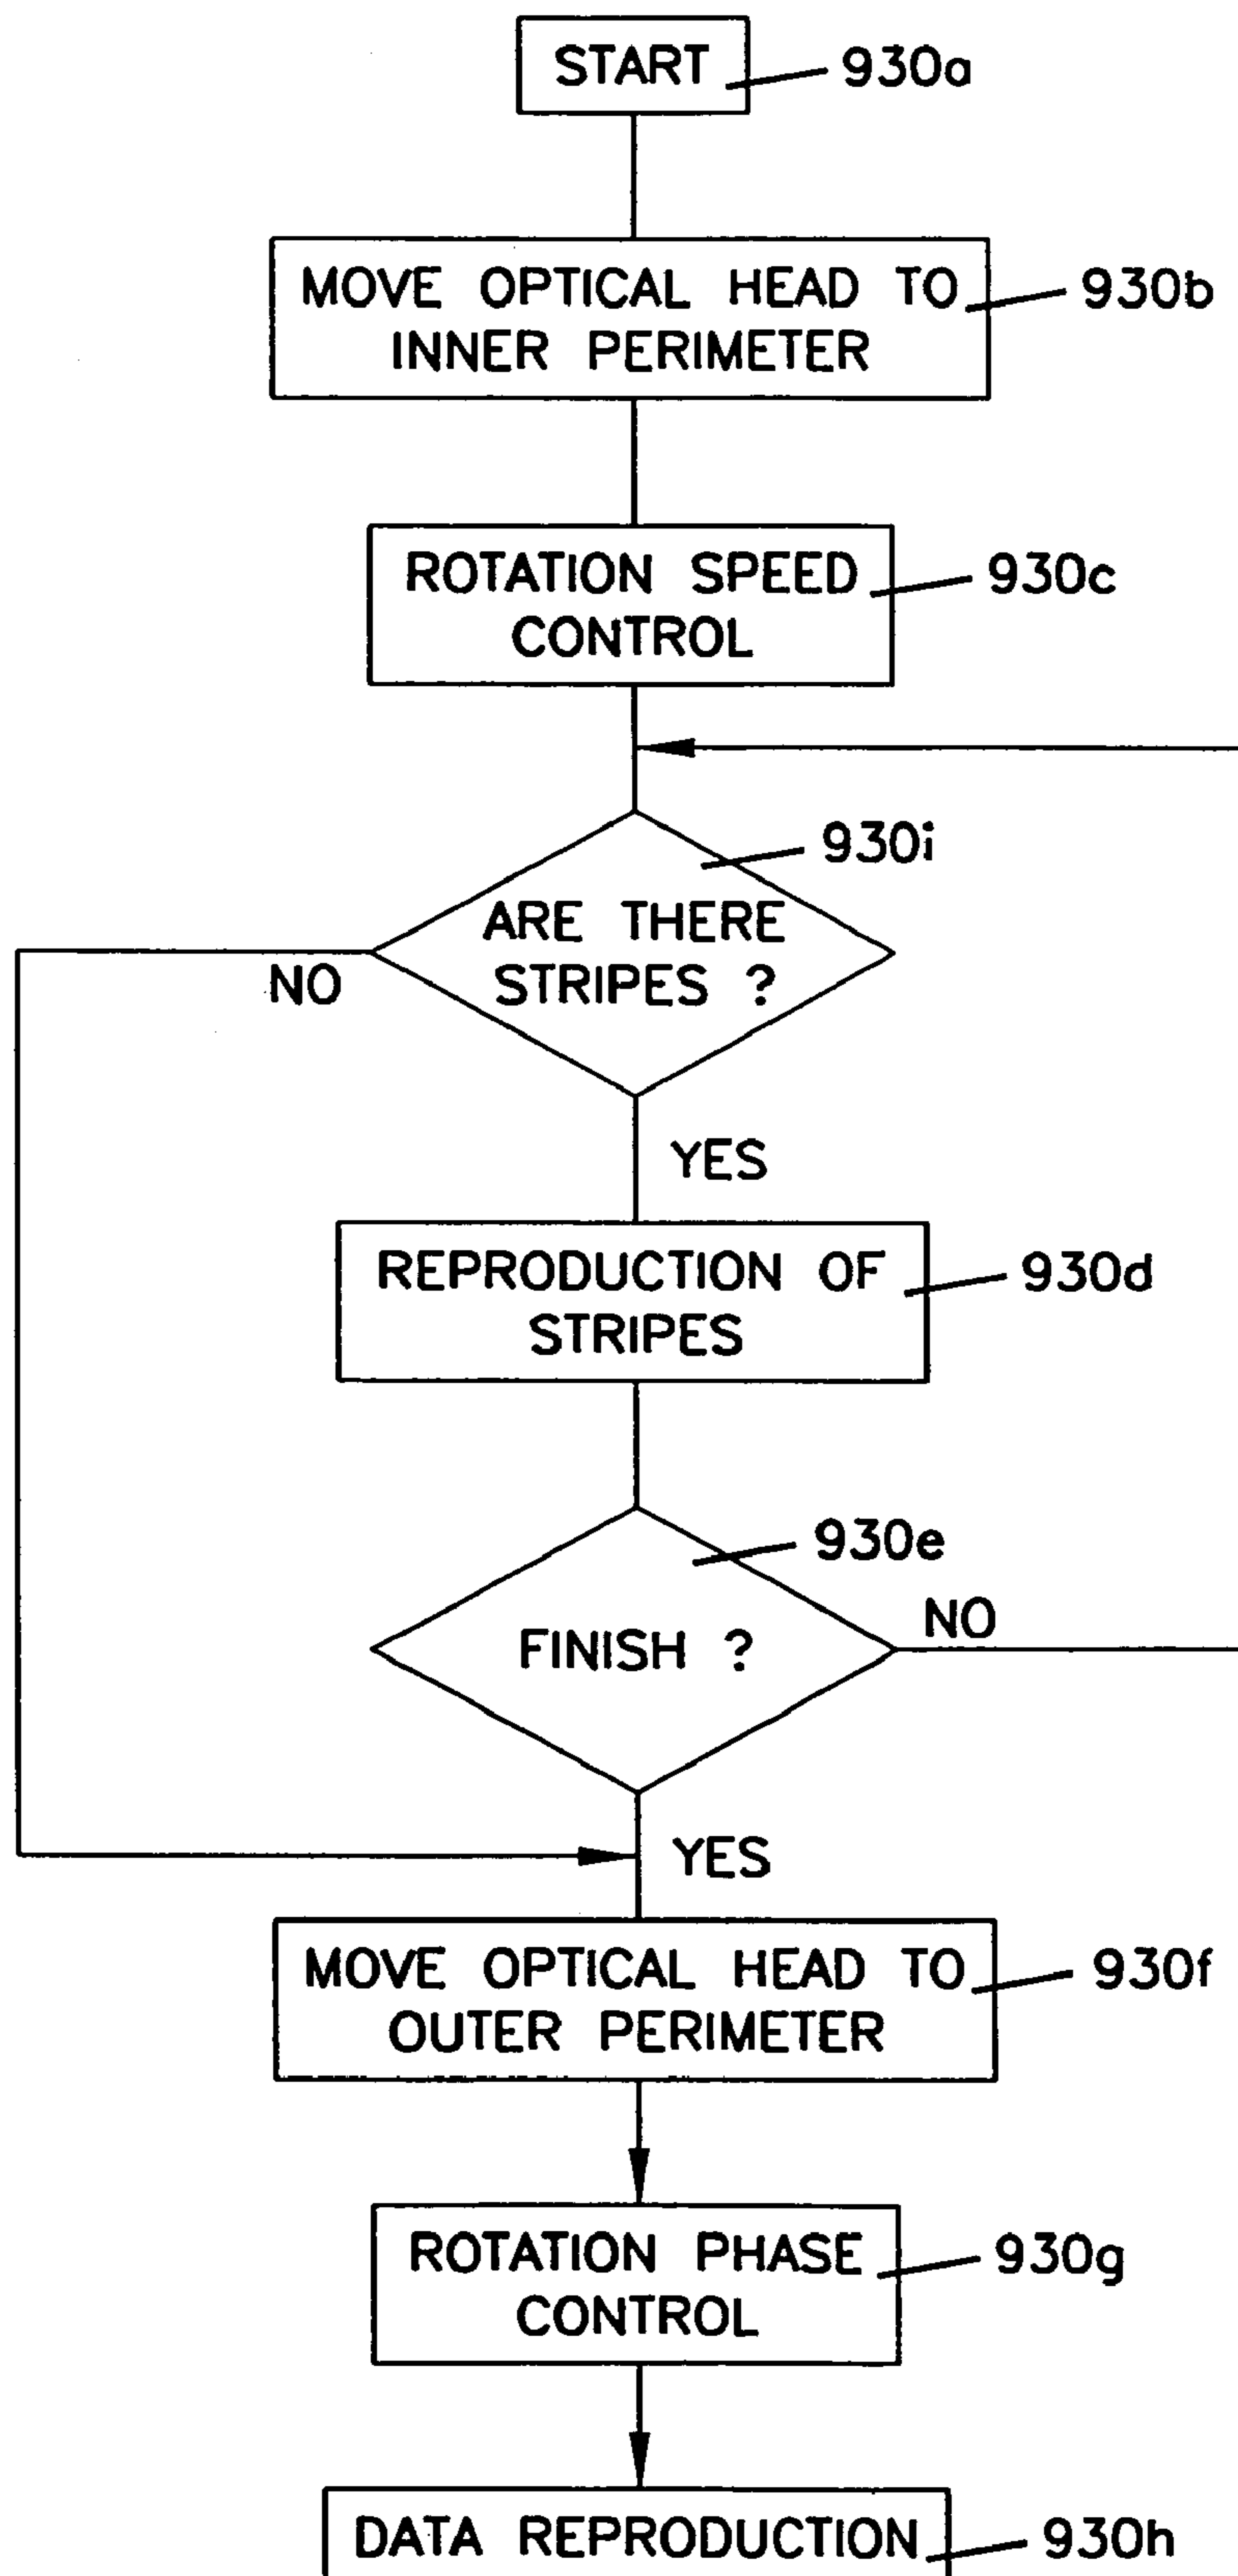 START
930a
MOVE OPTICAL HEAD TO
INNER PERIMETER
930b
ROTATION SPEED
CONTROL
930c
930i
ARE THERE
STRIPES ?
NO
YES
REPRODUCTION OF
STRIPES
930d
930e
FINISH ?
NO
YES
MOVE OPTICAL HEAD TO
OUTER PERIMETER
930f
ROTATION PHASE
CONTROL
930g
DATA REPRODUCTION
930h